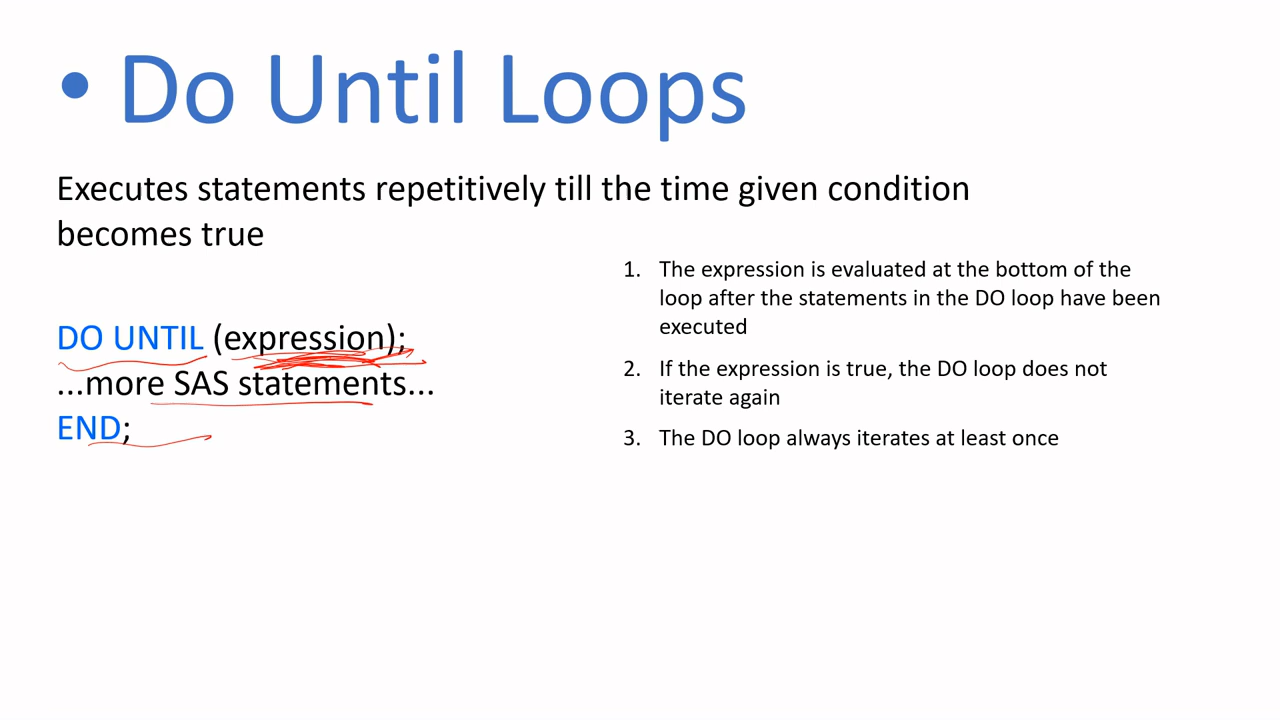 • Do Until Loops
Executes statements repetitively till the time given condition
becomes true
DO UNTIL (expression);
...more SAS statements...
END;
1. The expression is evaluated at the bottom of the
loop after the statements in the DO loop have been
executed
2. If the expression is true, the DO loop does not
iterate again
3. The DO loop always iterates at least once